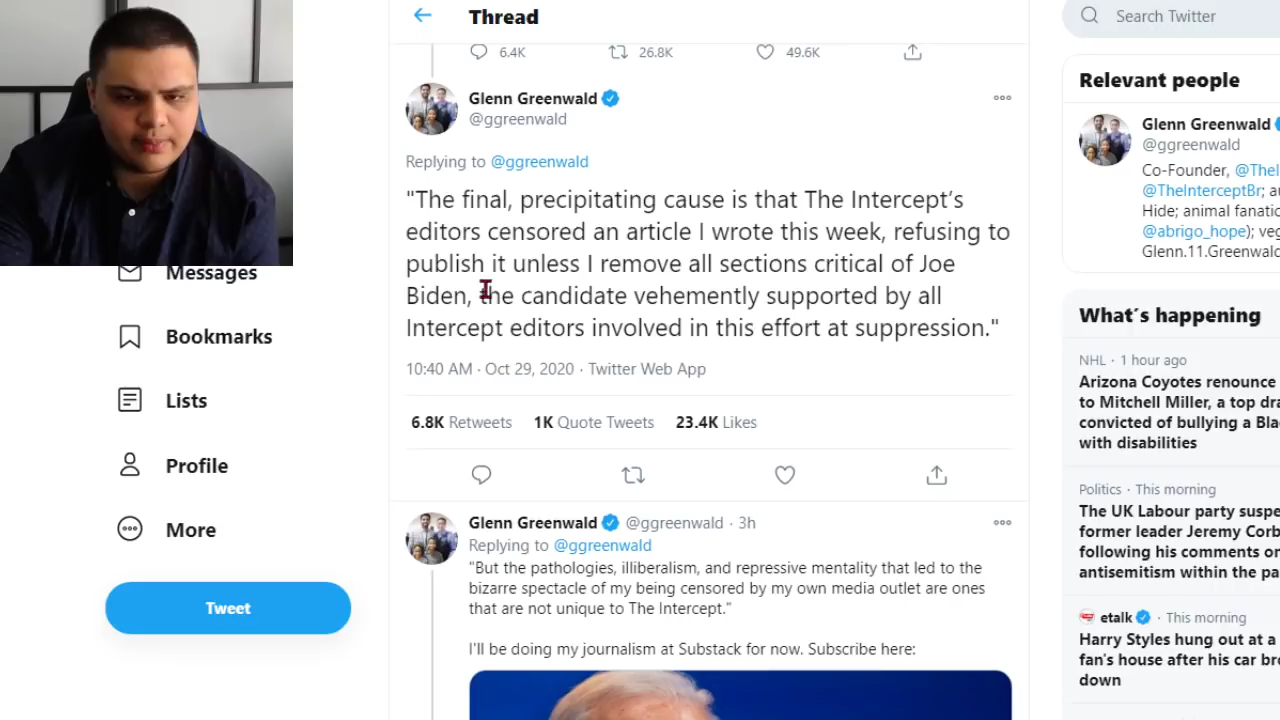 Thread
Search Twitter
6.4K 26.8K 49.6K
Glenn Greenwald
@ggreenwald
Replying to @ggreenwald
"The final, precipitating cause is that The Intercept's
editors censored an article I wrote this week, refusing to
publish it unless I remove all sections critical of Joe
Biden, the candidate vehemently supported by all
Intercept editors involved in this effort at suppression."
10:40 AM · Oct 29, 2020 · Twitter Web App
6.8K Retweets 1K Quote Tweets 23.4K Likes
Glenn Greenwald @ggreenwald · 3h
Replying to @ggreenwald
"But the pathologies, illiberalism, and repressive mentality that led to the
bizarre spectacle of my being censored by my own media outlet are ones
that are not unique to The Intercept."
I'll be doing my journalism at Substack for now. Subscribe here:
Messages
Bookmarks
Lists
Profile
More
Tweet
Relevant people
Glenn Greenwald
@ggreenwald
Co-Founder, @TheI
@TheInterceptBr; a
Hide; animal fanatic
@abrigo_hope); veg
Glenn.11.Greenwald
What's happening
NHL · 1 hour ago
Arizona Coyotes renounce
to Mitchell Miller, a top dra
convicted of bullying a Bla
with disabilities
Politics · This morning
The UK Labour party suspe
former leader Jeremy Corb
following his comments on
antisemitism within the pa
etalk · This morning
Harry Styles hung out at a
fan's house after his car bro
down